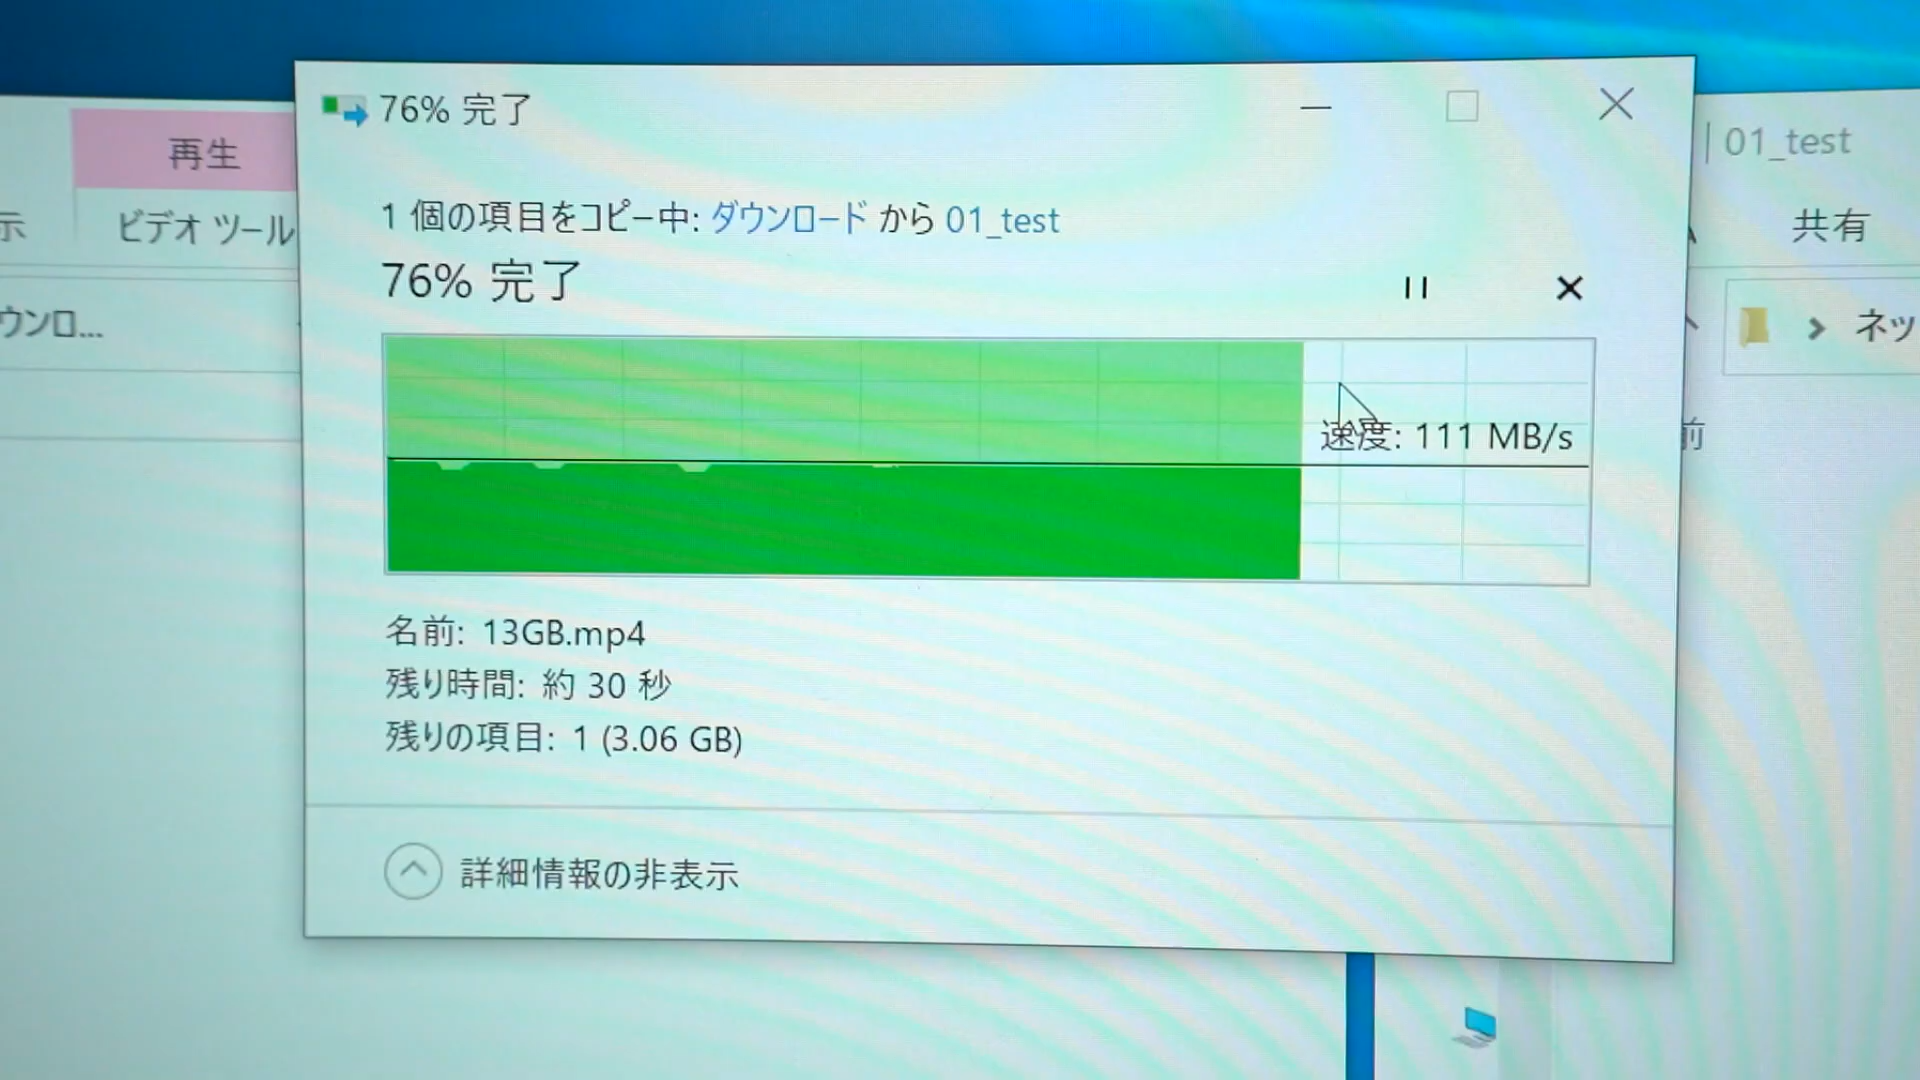 76% 完了
再生
| 01_test
示
ビデオ ツール
共有
1 個の項目をコピー中: ダウンロード から 01_test
76% 完了
ウンロ...
ネッ
速度: 111 MB/s
前
名前: 13GB.mp4
残り時間: 約 30 秒
残りの項目: 1 (3.06 GB)
詳細情報の非表示